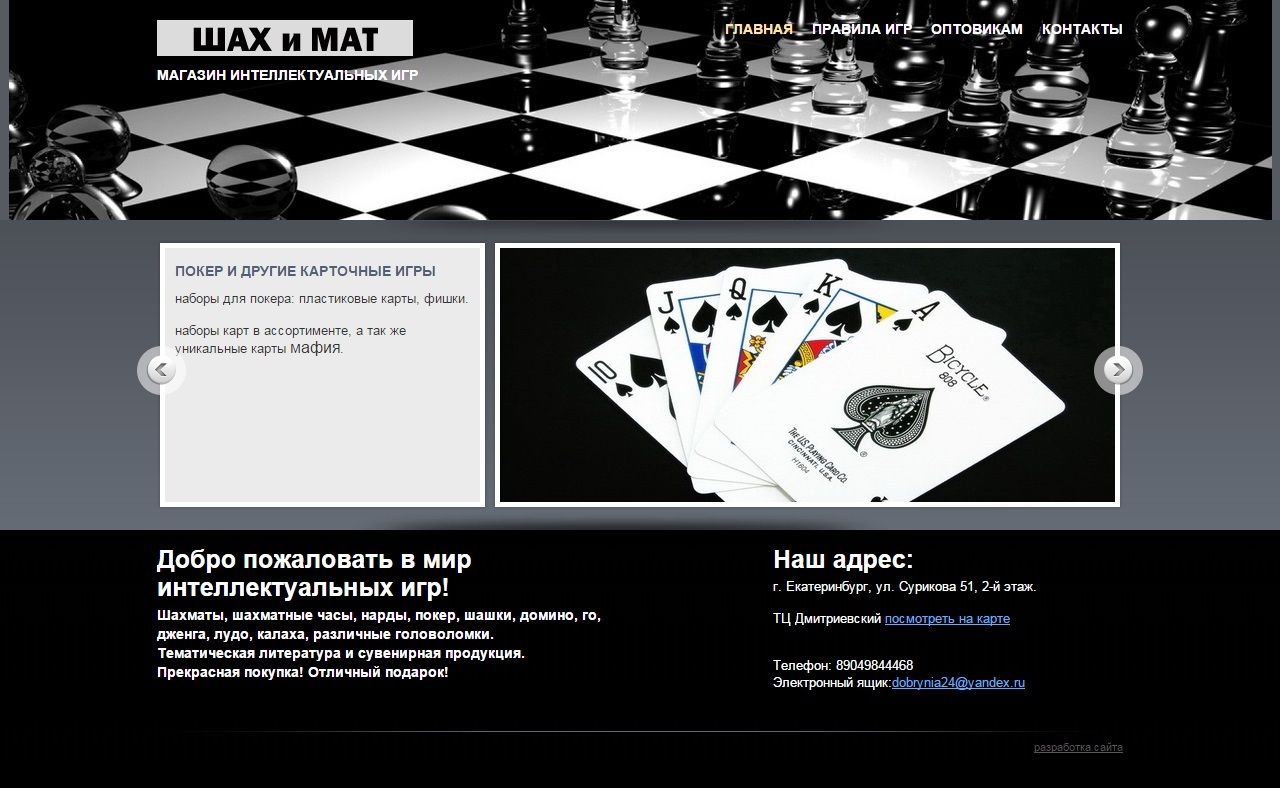 ШАХ и МАТ
МАГАЗИН ИНТЕЛЛЕКТУАЛЬНЫХ ИГР
ГЛАВНАЯ ПРАВИЛА ИГР ОПТОВИКАМ КОНТАКТЫ
ПОКЕР И ДРУГИЕ КАРТОЧНЫЕ ИГРЫ
наборы для покера: пластиковые карты, фишки.
наборы карт в ассортименте, а так же
уникальные карты мафия.
10
J
Q
K
A
BICYCLE®
808
®
THE U.S. PLAYING CARD CO.
CINCINNATI, U.S.A.
H1604
Добро пожаловать в мир
интеллектуальных игр!
Шахматы, шахматные часы, нарды, покер, шашки, домино, го,
дженга, лудо, калаха, различные головоломки.
Тематическая литература и сувенирная продукция.
Прекрасная покупка! Отличный подарок!
Наш адрес:
г. Екатеринбург, ул. Сурикова 51, 2-й этаж.
ТЦ Дмитриевский посмотреть на карте
Телефон: 89049844468
Электронный ящик:dobrynia24@yandex.ru
разработка сайта